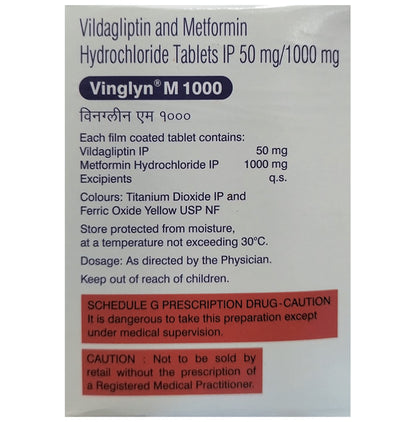 Vildagliptin and Metformin
Hydrochloride Tablets IP 50 mg/1000 mg
Vinglyn® M 1000
विनग्लीन एम १०००
Each film coated tablet contains:
Vildagliptin IP 50 mg
Metformin Hydrochloride IP 1000 mg
Excipients q.s.
Colours: Titanium Dioxide IP and
Ferric Oxide Yellow USP NF
Store protected from moisture,
at a temperature not exceeding 30°C.
Dosage: As directed by the Physician.
Keep out of reach of children.
SCHEDULE G PRESCRIPTION DRUG-CAUTION
It is dangerous to take this preparation except
under medical supervision.
CAUTION : Not to be sold by
retail without the prescription of
a Registered Medical Practitioner.